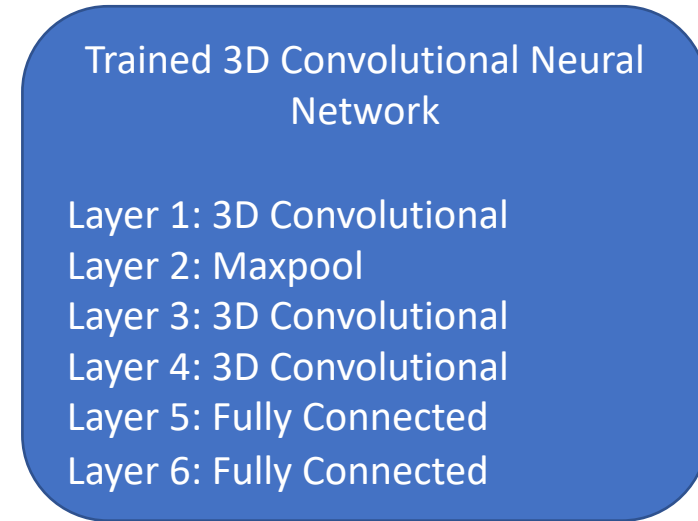 Trained 3D Convolutional Neural
Network
Layer 1: 3D Convolutional
Layer 2: Maxpool
Layer 3: 3D Convolutional
Layer 4: 3D Convolutional
Layer 5: Fully Connected
Layer 6: Fully Connected